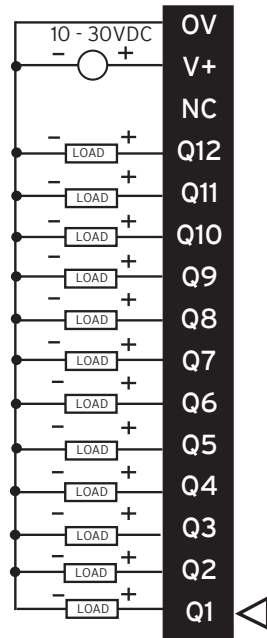 0V
10 - 30VDC
− + V+
NC
− + LOAD Q12
− + LOAD Q11
− + LOAD Q10
− + LOAD Q9
− + LOAD Q8
− + LOAD Q7
− + LOAD Q6
− + LOAD Q5
− + LOAD Q4
− + LOAD Q3
− + LOAD Q2
− + LOAD Q1